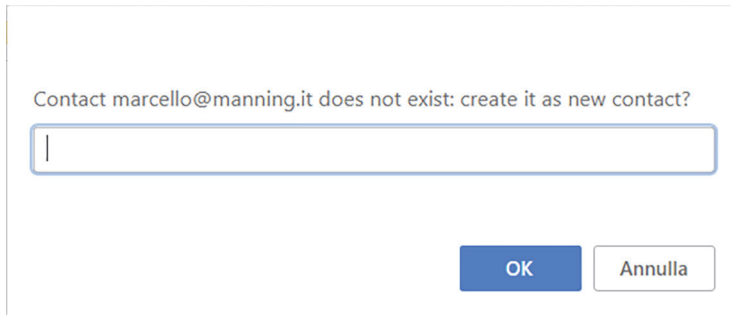 Contact marcello@manning.it does not exist: create it as new contact?
OK Annulla